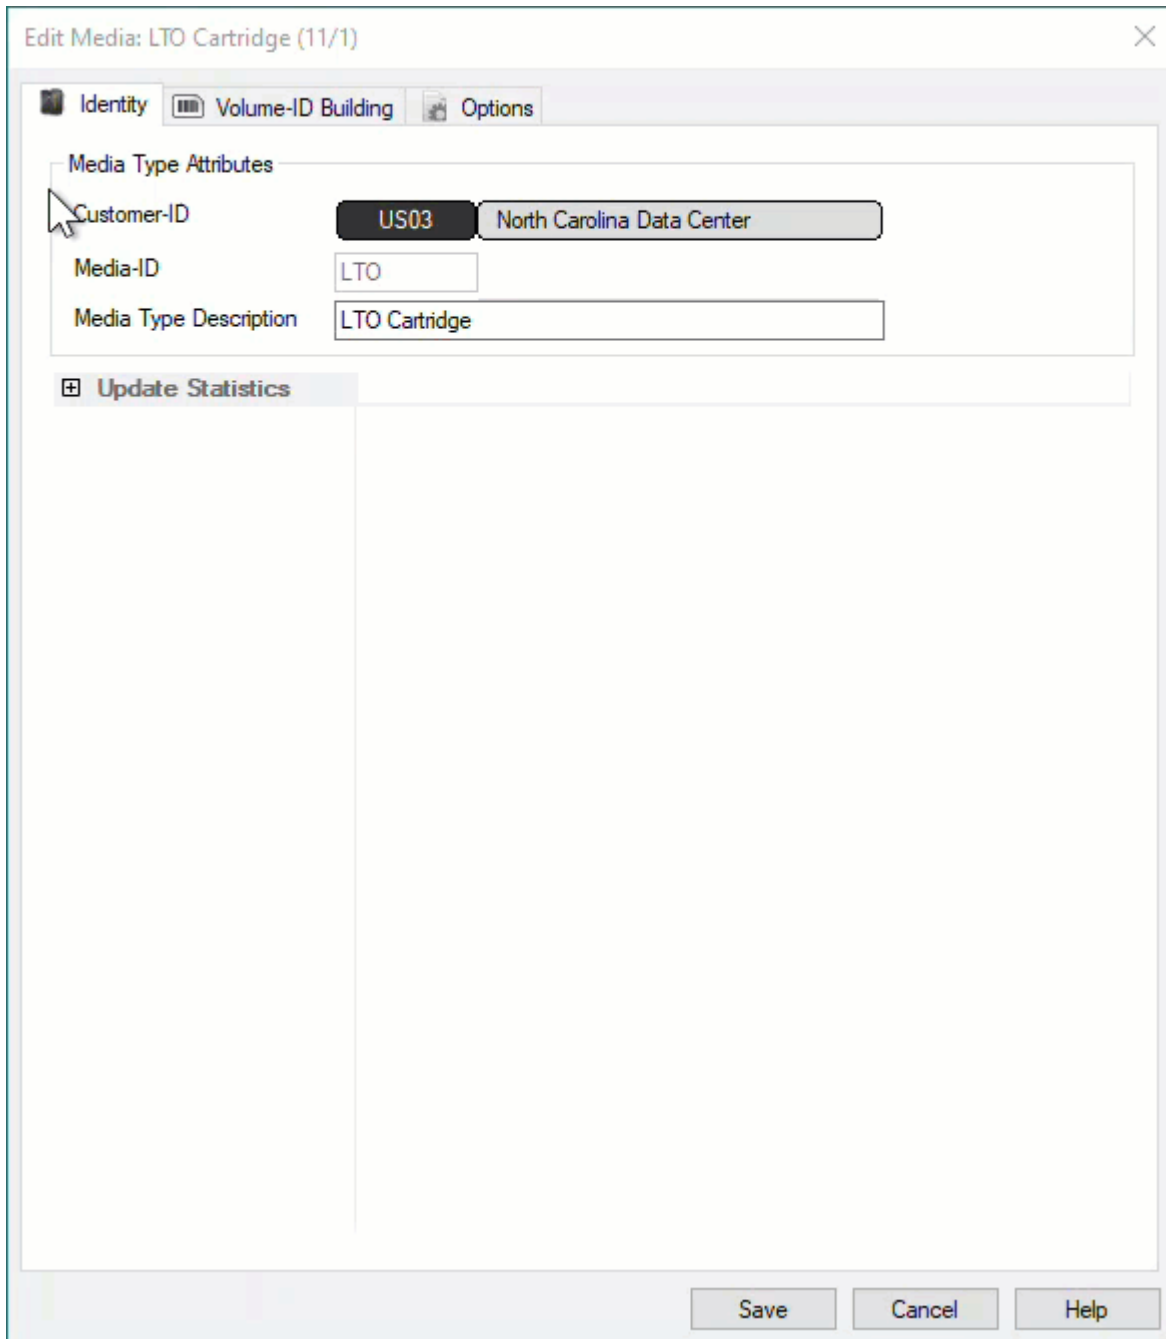 Edit Media: LTO Cartridge (11/1)
Identity Volume-ID Building Options
Media Type Attributes
Customer-ID US03 North Carolina Data Center
Media-ID LTO
Media Type Description LTO Cartridge
Update Statistics
Save Cancel Help